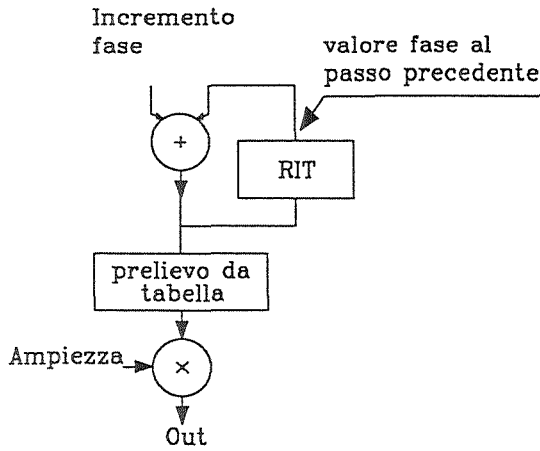 Incremento
fase
valore fase al
passo precedente
+
RIT
prelievo da
tabella
Ampiezza
×
Out